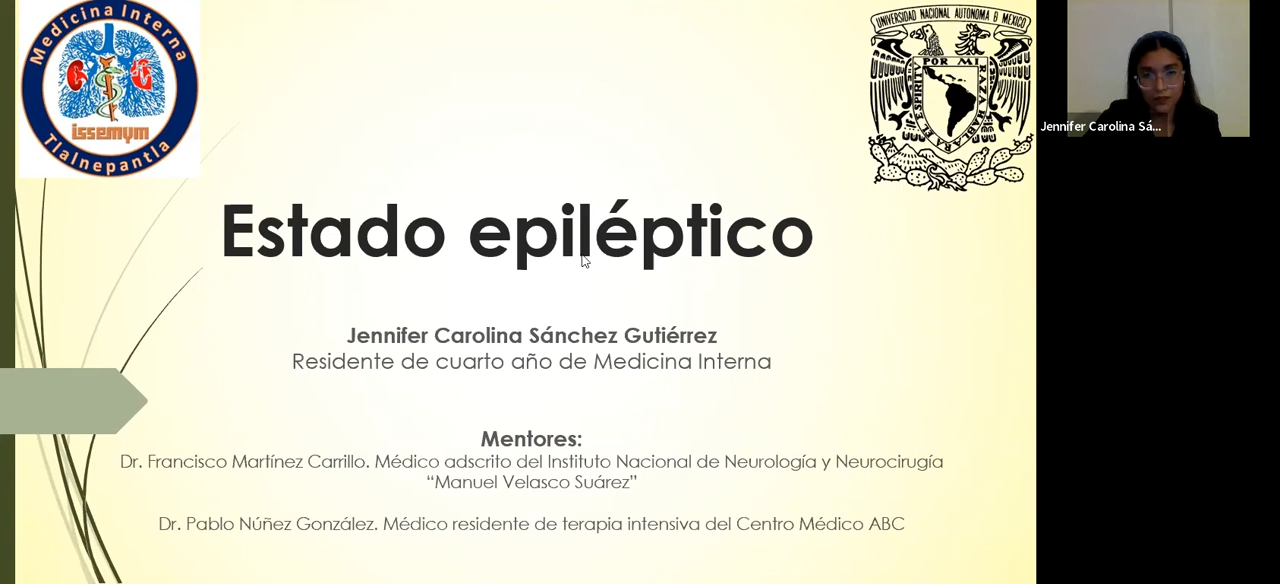 Medicina Interna
issemym
Tlalnepantla
UNIVERSIDAD NACIONAL AUTONOMA DE MEXICO
POR MI RAZA HABLARÁ EL ESPIRITU
Jennifer Carolina Sá...
Estado epiléptico
Jennifer Carolina Sánchez Gutiérrez
Residente de cuarto año de Medicina Interna
Mentores:
Dr. Francisco Martínez Carrillo. Médico adscrito del Instituto Nacional de Neurología y Neurocirugía
“Manuel Velasco Suárez”
Dr. Pablo Núñez González. Médico residente de terapia intensiva del Centro Médico ABC